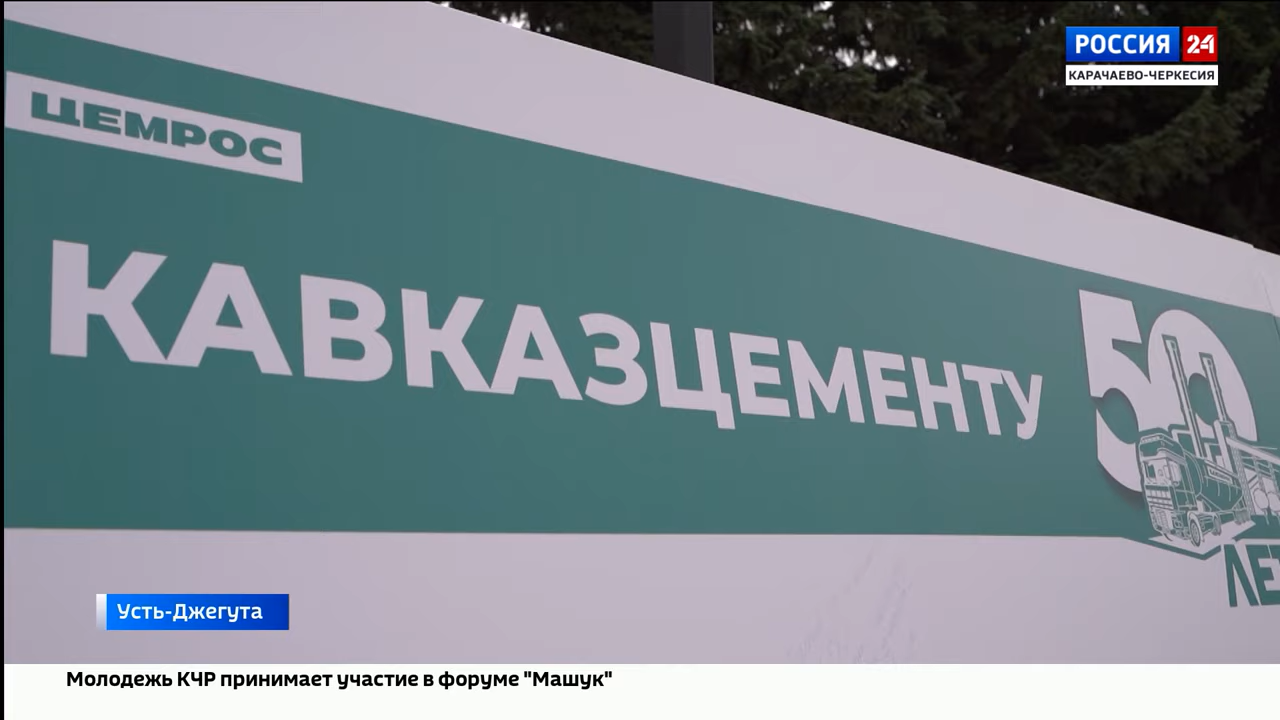 РОССИЯ 24
КАРАЧАЕВО-ЧЕРКЕСИЯ
ЦЕМРОС
КАВКАЗЦЕМЕНТУ
50
Усть-Джегута
Молодежь КЧР принимает участие в форуме "Машук"